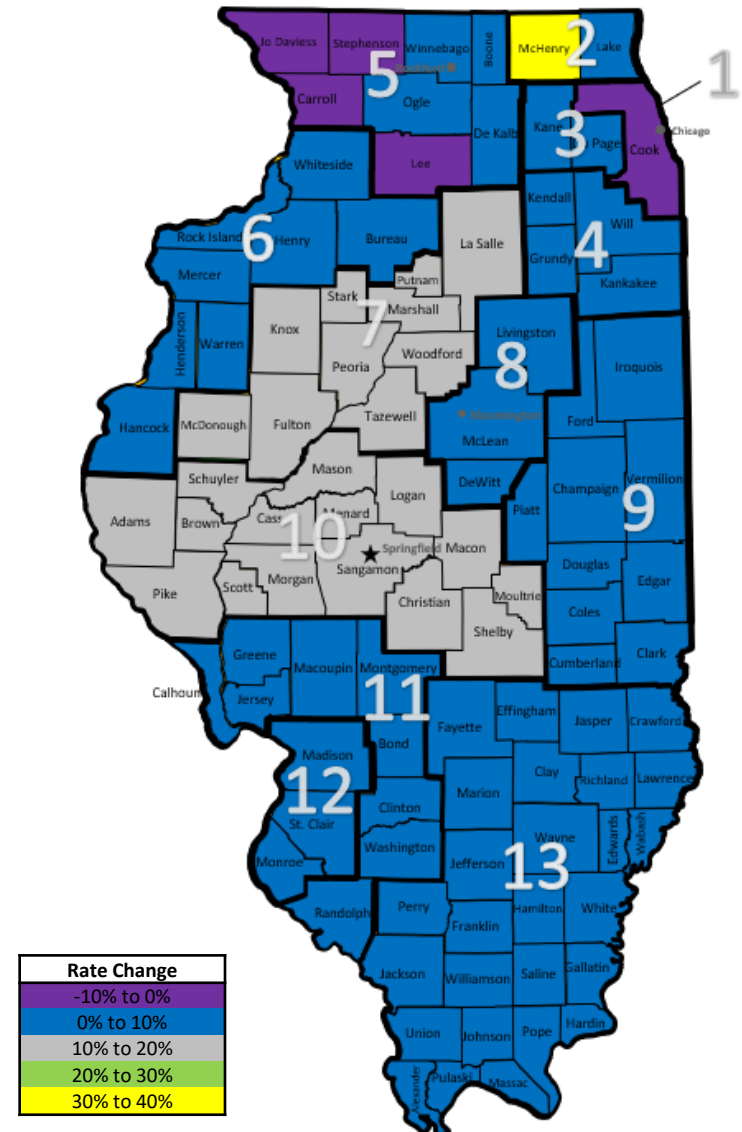 Jo Daviess
Stephenson
Winnebago
Boone
McHenry
2
Lake
1
5
Rockford
Carroll
Ogle
De Kalb
Kane
3
Page
Chicago
Cook
Whiteside
Lee
Kendall
Will
Rock Island
6
Henry
Bureau
La Salle
4
Grundy
Mercer
Putnam
Kankakee
Stark
Marshall
7
Henderson
Warren
Knox
Livingston
Peoria
Woodford
8
Iroquois
Hancock
McDonough
Fulton
Tazewell
Bloomington
McLean
Ford
Mason
Schuyler
DeWitt
Champaign
Vermilion
Logan
Adams
Brown
Cass
Menard
Piatt
9
10
Springfield
Macon
Sangamon
Douglas
Pike
Scott
Morgan
Edgar
Christian
Moultrie
Coles
Shelby
Greene
Macoupin
Montgomery
Cumberland
Clark
Calhoun
Jersey
11
Fayette
Effingham
Jasper
Crawford
Madison
Bond
12
Clay
Richland
Lawrence
Marion
Clinton
St. Clair
Wayne
Edwards
Wabash
Washington
Monroe
Jefferson
13
Randolph
Perry
Hamilton
White
Franklin
Jackson
Williamson
Saline
Gallatin
Union
Johnson
Pope
Hardin
Alexander
Pulaski
Massac
Rate Change
-10% to 0%
0% to 10%
10% to 20%
20% to 30%
30% to 40%